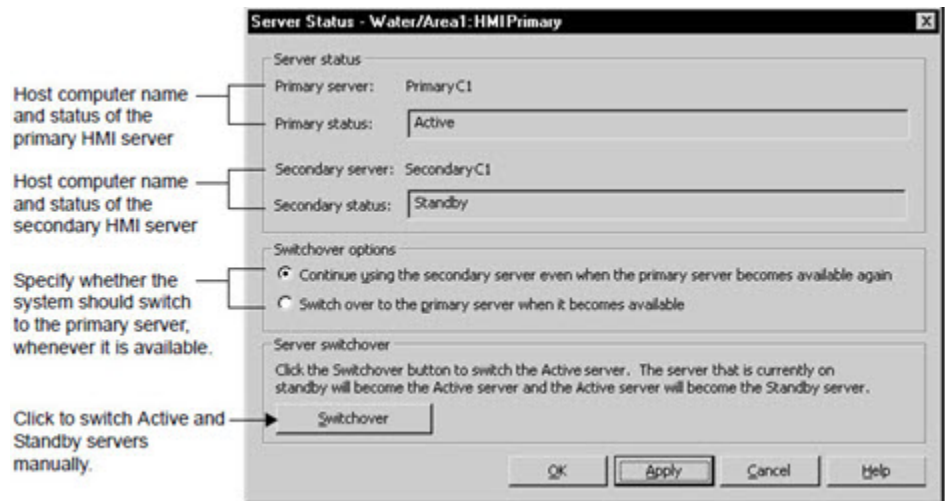 Server Status - Water/Area1:HMIPrimary
Server status
Host computer name
and status of the
primary HMI server
Primary server: PrimaryC1
Primary status: Active
Host computer name
and status of the
secondary HMI server
Secondary server: SecondaryC1
Secondary status: Standby
Switchover options
Specify whether the
system should switch
to the primary server,
whenever it is available.
Continue using the secondary server even when the primary server becomes available again
Switch over to the primary server when it becomes available
Server switchover
Click the Switchover button to switch the Active server. The server that is currently on
standby will become the Active server and the Active server will become the Standby server.
Click to switch Active and
Standby servers
manually.
Switchover
OK Apply Cancel Help